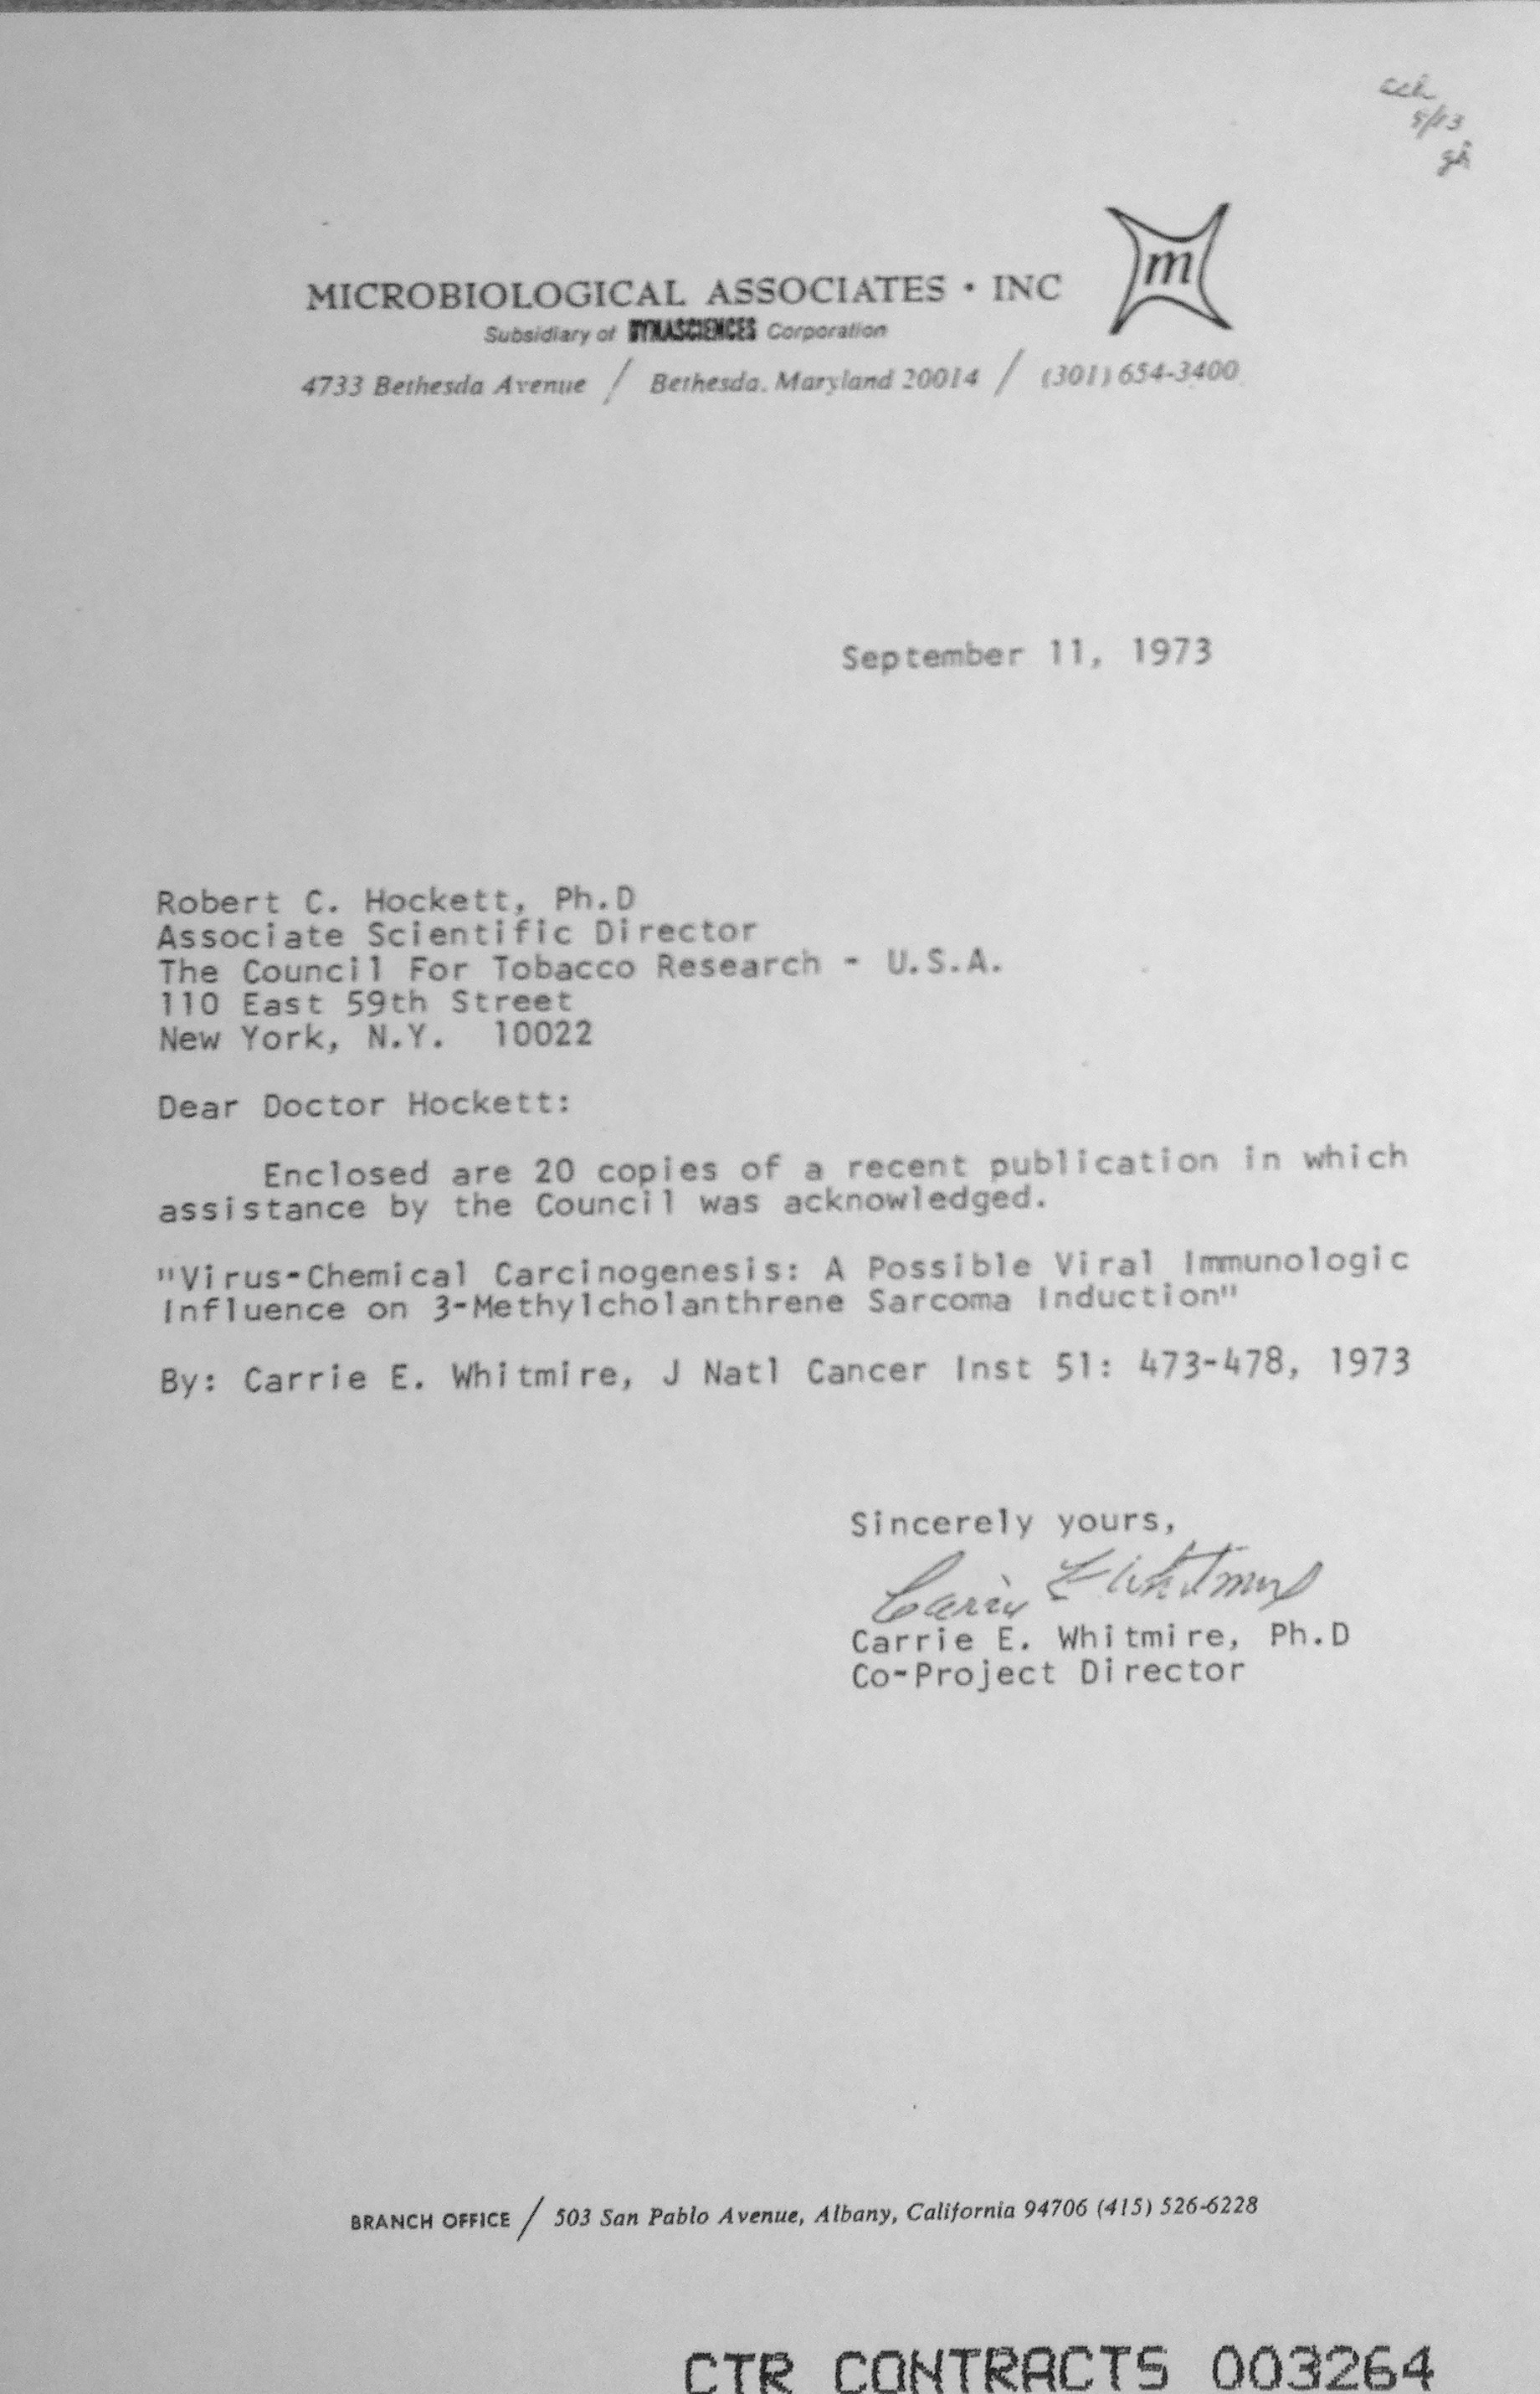 ack
gh
m
MICROBIOLOGICAL ASSOCIATES • INC
Subsidiary of DYNASCIENCES Corporation
4733 Bethesda Avenue / Bethesda, Maryland 20014 / (301) 654-3400
September 11, 1973
Robert C. Hockett, Ph.D
Associate Scientific Director
The Council For Tobacco Research - U.S.A.
110 East 59th Street
New York, N.Y. 10022
Dear Doctor Hockett:
Enclosed are 20 copies of a recent publication in which
assistance by the Council was acknowledged.
"Virus-Chemical Carcinogenesis: A Possible Viral Immunologic
Influence on 3-Methylcholanthrene Sarcoma Induction"
By: Carrie E. Whitmire, J Natl Cancer Inst 51: 473-478, 1973
Sincerely yours,
Carrie E Whitmire
Carrie E. Whitmire, Ph.D
Co-Project Director
BRANCH OFFICE / 503 San Pablo Avenue, Albany, California 94706 (415) 526-6228
CTR CONTRACTS 003264